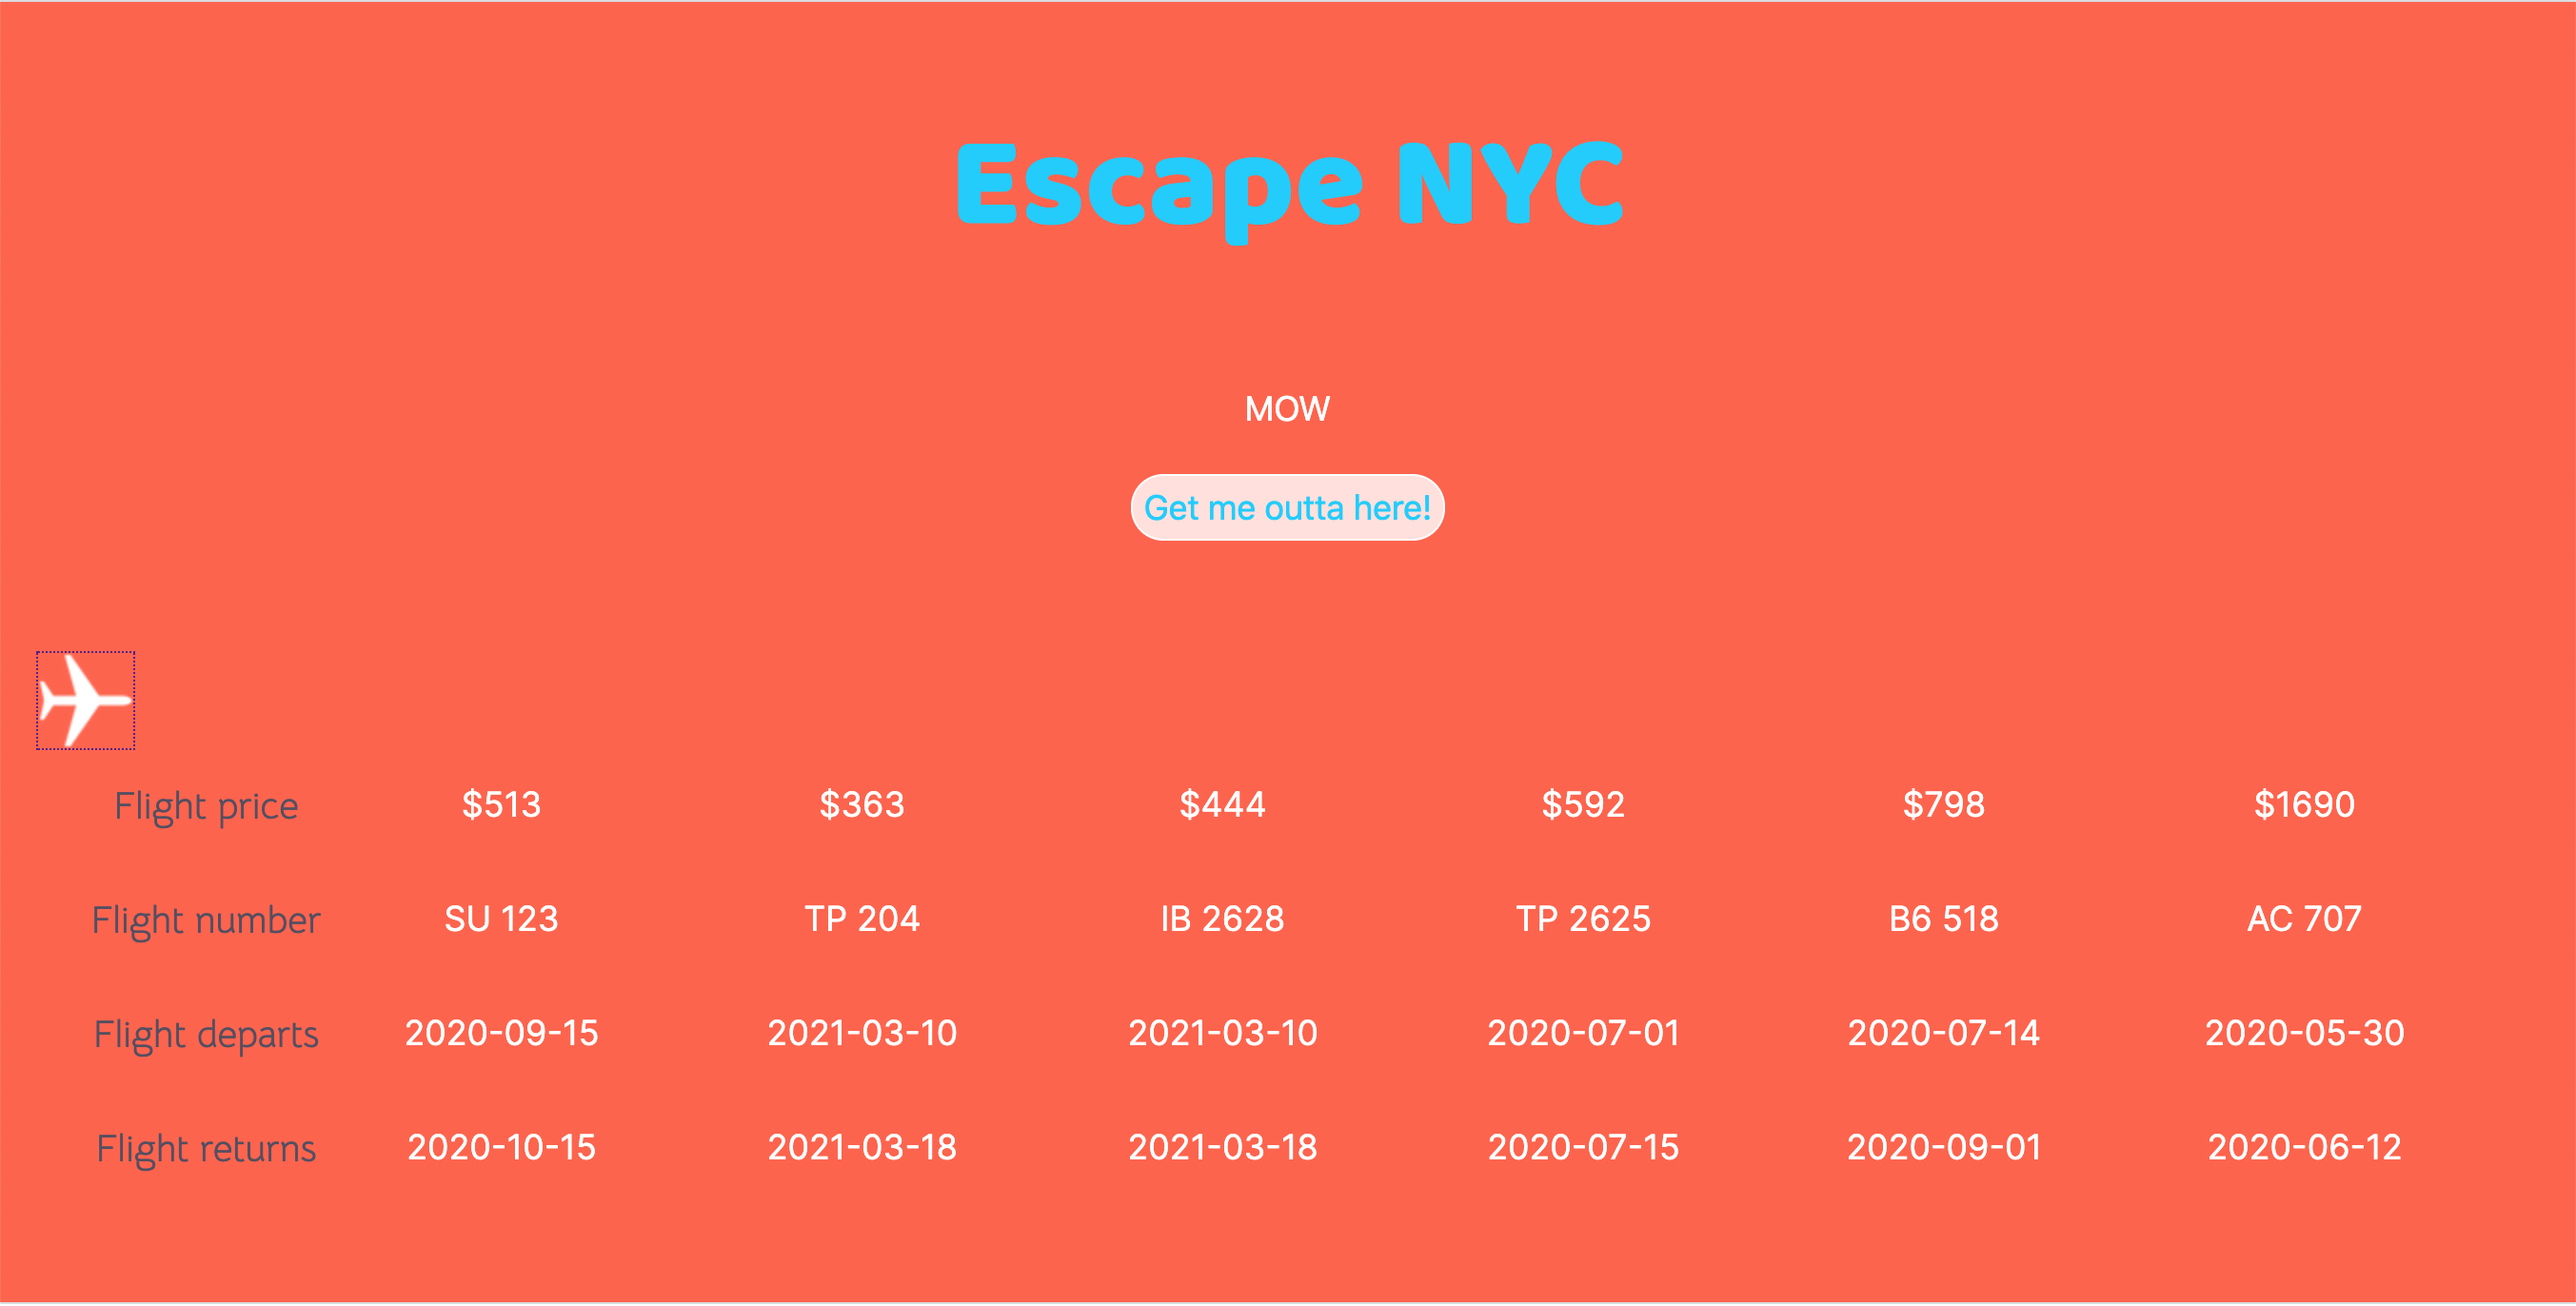 Escape NYC
MOW
Get me outta here!
Flight price $513 $363 $444 $592 $798 $1690
Flight number SU 123 TP 204 IB 2628 TP 2625 B6 518 AC 707
Flight departs 2020-09-15 2021-03-10 2021-03-10 2020-07-01 2020-07-14 2020-05-30
Flight returns 2020-10-15 2021-03-18 2021-03-18 2020-07-15 2020-09-01 2020-06-12